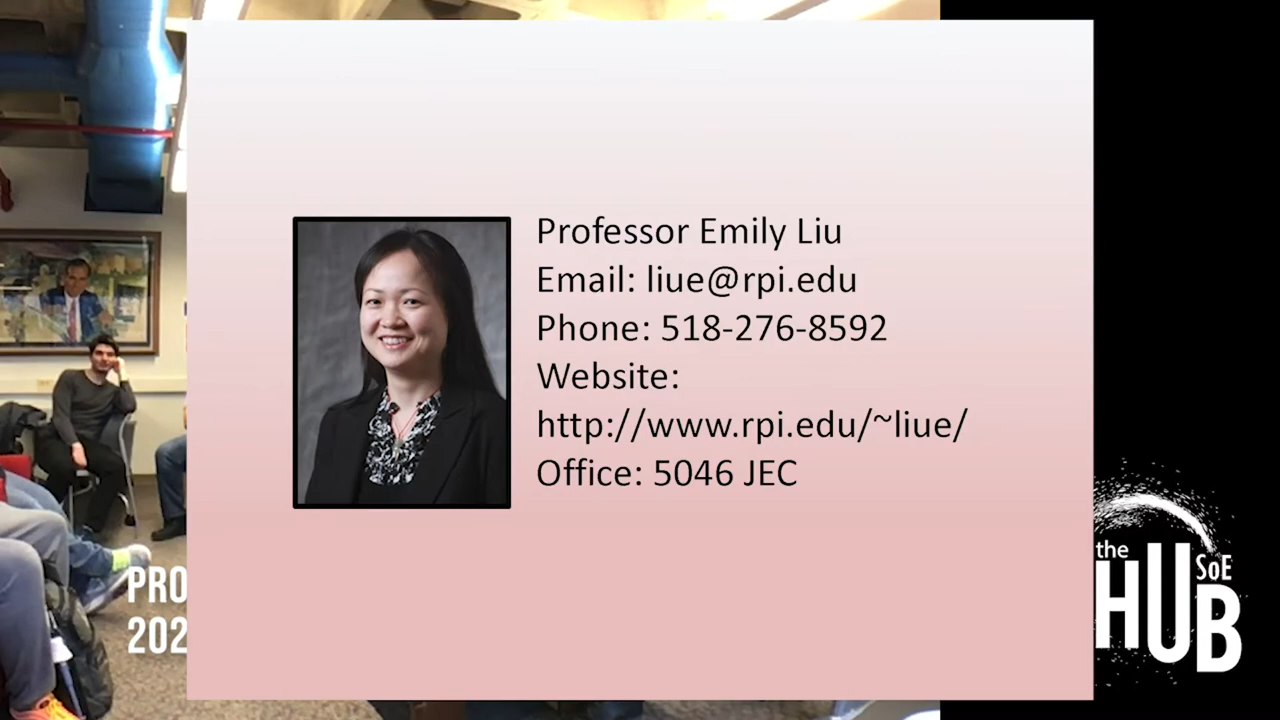 Professor Emily Liu
Email: liue@rpi.edu
Phone: 518-276-8592
Website:
http://www.rpi.edu/~liue/
Office: 5046 JEC
PRO
202
the
HUB
SoE